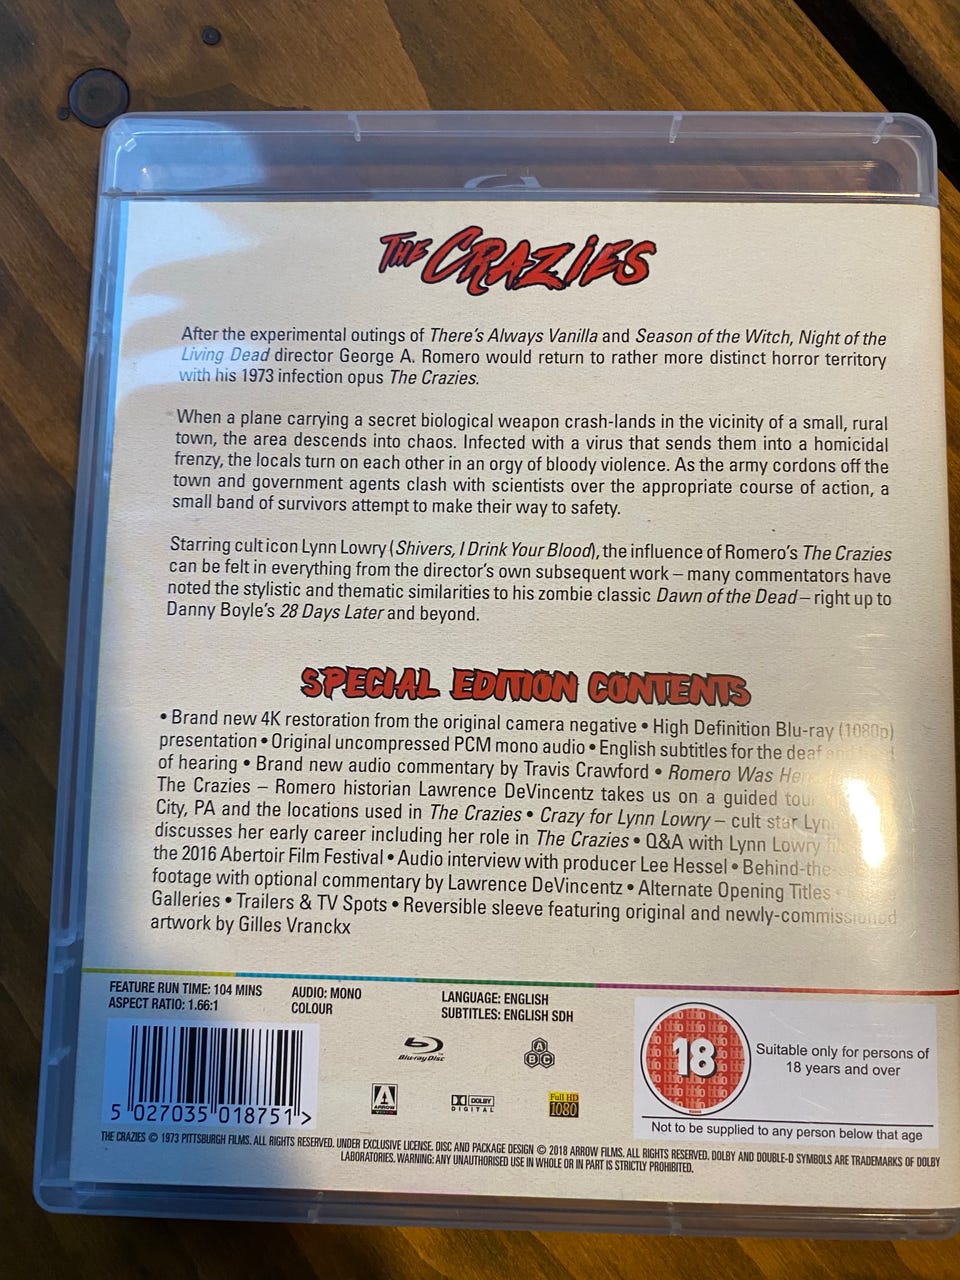 THE CRAZIES
After the experimental outings of There's Always Vanilla and Season of the Witch, Night of the
Living Dead director George A. Romero would return to rather more distinct horror territory
with his 1973 infection opus The Crazies.
When a plane carrying a secret biological weapon crash-lands in the vicinity of a small, rural
town, the area descends into chaos. Infected with a virus that sends them into a homicidal
frenzy, the locals turn on each other in an orgy of bloody violence. As the army cordons off the
town and government agents clash with scientists over the appropriate course of action, a
small band of survivors attempt to make their way to safety.
Starring cult icon Lynn Lowry (Shivers, I Drink Your Blood), the influence of Romero's The Crazies
can be felt in everything from the director's own subsequent work – many commentators have
noted the stylistic and thematic similarities to his zombie classic Dawn of the Dead – right up to
Danny Boyle's 28 Days Later and beyond.
SPECIAL EDITION CONTENTS
• Brand new 4K restoration from the original camera negative • High Definition Blu-ray (1080p)
presentation • Original uncompressed PCM mono audio • English subtitles for the deaf
of hearing • Brand new audio commentary by Travis Crawford • Romero Was
The Crazies – Romero historian Lawrence DeVincentz takes us on a guided tour
City, PA and the locations used in The Crazies • Crazy for Lynn Lowry – cult star Lynn
discusses her early career including her role in The Crazies • Q&A with Lynn Lowry
the 2016 Abertoir Film Festival • Audio interview with producer Lee Hessel • Behind-the-
footage with optional commentary by Lawrence DeVincentz • Alternate Opening Titles •
Galleries • Trailers & TV Spots • Reversible sleeve featuring original and newly-commissioned
artwork by Gilles Vranckx
FEATURE RUN TIME: 104 MINS
ASPECT RATIO: 1.66:1
AUDIO: MONO
COLOUR
LANGUAGE: ENGLISH
SUBTITLES: ENGLISH SDH
Blu-ray Disc
A
B C
ARROW
DOLBY
DIGITAL
Full HD
1080
18
Suitable only for persons of
18 years and over
Not to be supplied to any person below that age
5 027035 018751 >
THE CRAZIES © 1973 PITTSBURGH FILMS. ALL RIGHTS RESERVED. UNDER EXCLUSIVE LICENSE. DISC AND PACKAGE DESIGN © 2018 ARROW FILMS. ALL RIGHTS RESERVED. DOLBY AND DOUBLE-D SYMBOLS ARE TRADEMARKS OF DOLBY
LABORATORIES. WARNING: ANY UNAUTHORISED USE IN WHOLE OR IN PART IS STRICTLY PROHIBITED.